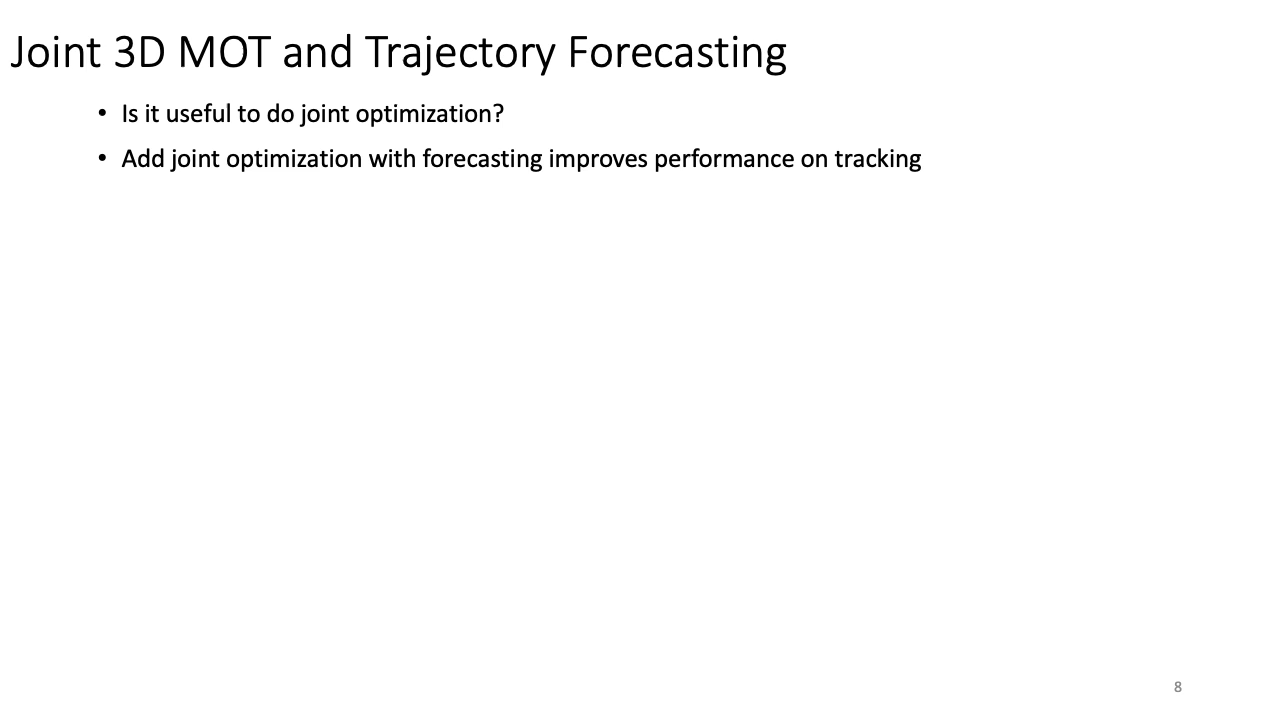 Joint 3D MOT and Trajectory Forecasting
• Is it useful to do joint optimization?
• Add joint optimization with forecasting improves performance on tracking
8